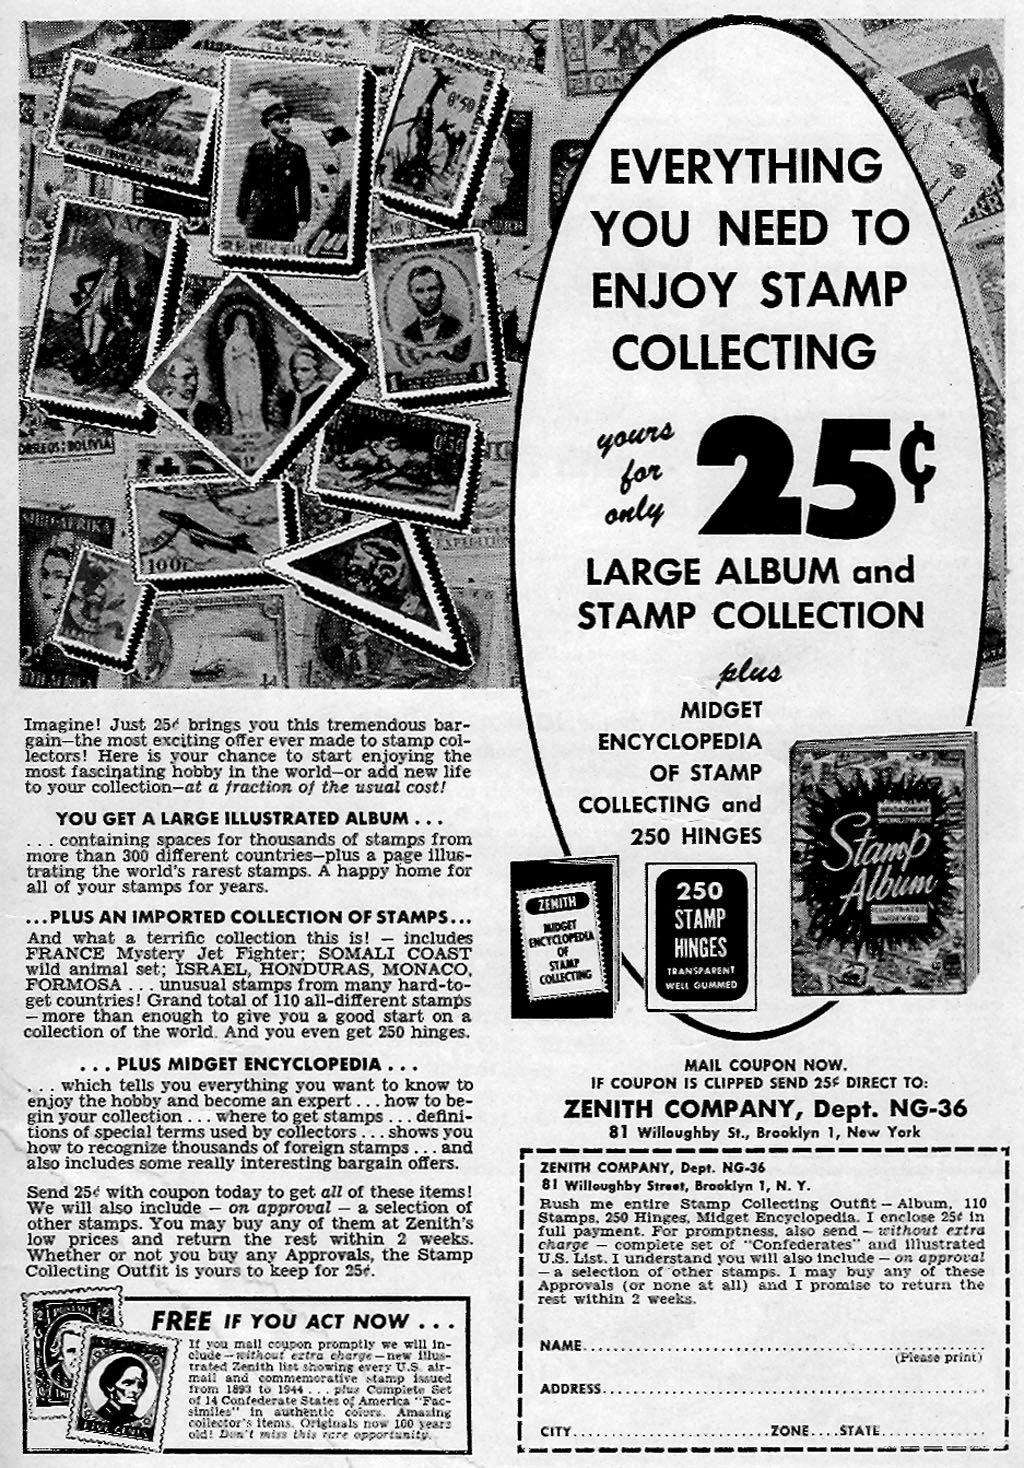 EVERYTHING
YOU NEED TO
ENJOY STAMP
COLLECTING
yours
for
only
25¢
LARGE ALBUM and
STAMP COLLECTION
plus
MIDGET
ENCYCLOPEDIA
OF STAMP
COLLECTING and
250 HINGES
ZENITH
MIDGET
ENCYCLOPEDIA
OF
STAMP
COLLECTING
250
STAMP
HINGES
TRANSPARENT
WELL GUMMED
BROADWAY
Stamp
Album
ILLUSTRATED
INDEXED
MONACO
100F
CORREOS BOLIVIA
Imagine! Just 25¢ brings you this tremendous bar-
gain—the most exciting offer ever made to stamp col-
lectors! Here is your chance to start enjoying the
most fascinating hobby in the world—or add new life
to your collection—at a fraction of the usual cost!
YOU GET A LARGE ILLUSTRATED ALBUM . . .
. . . containing spaces for thousands of stamps from
more than 300 different countries—plus a page illus-
trating the world's rarest stamps. A happy home for
all of your stamps for years.
...PLUS AN IMPORTED COLLECTION OF STAMPS...
And what a terrific collection this is! — includes
FRANCE Mystery Jet Fighter; SOMALI COAST
wild animal set; ISRAEL, HONDURAS, MONACO,
FORMOSA . . . unusual stamps from many hard-to-
get countries! Grand total of 110 all-different stamps
—more than enough to give you a good start on a
collection of the world. And you even get 250 hinges.
. . . PLUS MIDGET ENCYCLOPEDIA . . .
. . . which tells you everything you want to know to
enjoy the hobby and become an expert . . . how to be-
gin your collection . . . where to get stamps . . . defini-
tions of special terms used by collectors . . . shows you
how to recognize thousands of foreign stamps . . . and
also includes some really interesting bargain offers.
Send 25¢ with coupon today to get all of these items!
We will also include — on approval — a selection of
other stamps. You may buy any of them at Zenith's
low prices and return the rest within 2 weeks.
Whether or not you buy any Approvals, the Stamp
Collecting Outfit is yours to keep for 25¢.
FREE IF YOU ACT NOW . . .
If you mail coupon promptly we will in-
clude—without extra charge—new illus-
trated Zenith list showing every U.S. air-
mail and commemorative stamp issued
from 1893 to 1944 . . . plus Complete Set
of 14 Confederate States of America "Fac-
similes" in authentic colors. Amazing
collector's items. Originals now 100 years
old! Don't miss this rare opportunity.
MAIL COUPON NOW.
IF COUPON IS CLIPPED SEND 25¢ DIRECT TO:
ZENITH COMPANY, Dept. NG-36
81 Willoughby St., Brooklyn 1, New York
ZENITH COMPANY, Dept. NG-36
81 Willoughby Street, Brooklyn 1, N. Y.
Rush me entire Stamp Collecting Outfit — Album, 110
Stamps, 250 Hinges, Midget Encyclopedia. I enclose 25¢ in
full payment. For promptness, also send — without extra
charge — complete set of "Confederates" and illustrated
U.S. List. I understand you will also include — on approval
— a selection of other stamps. I may buy any of these
Approvals (or none at all) and I promise to return the
rest within 2 weeks.
NAME
(Please print)
ADDRESS
CITY ZONE STATE